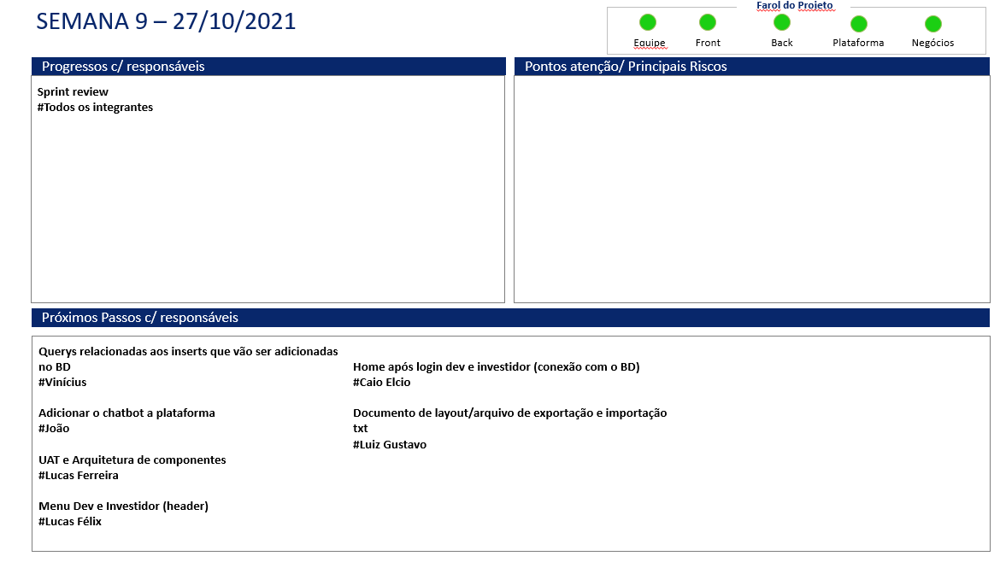 SEMANA 9 – 27/10/2021
Farol do Projeto
Equipe Front Back Plataforma Negócios
Progressos c/ responsáveis
Sprint review
#Todos os integrantes
Pontos atenção/ Principais Riscos
Próximos Passos c/ responsáveis
Querys relacionadas aos inserts que vão ser adicionadas
no BD
#Vinícius
Adicionar o chatbot a plataforma
#João
UAT e Arquitetura de componentes
#Lucas Ferreira
Menu Dev e Investidor (header)
#Lucas Félix
Home após login dev e investidor (conexão com o BD)
#Caio Elcio
Documento de layout/arquivo de exportação e importação
txt
#Luiz Gustavo